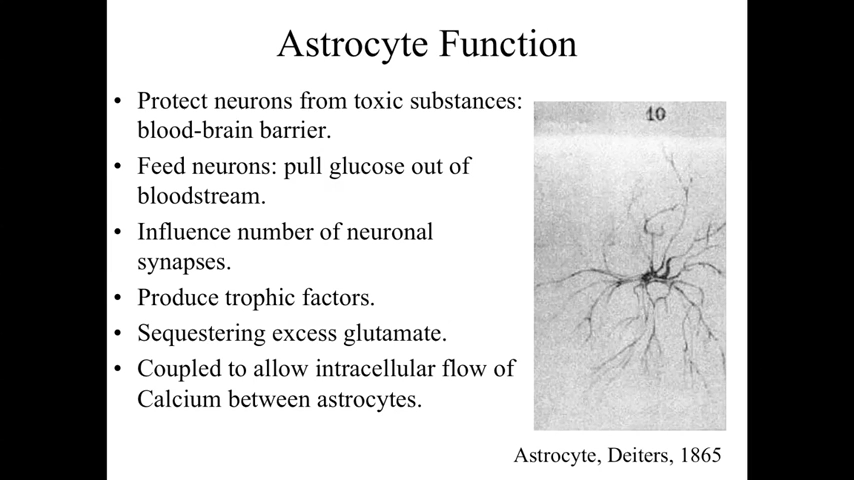 Astrocyte Function
• Protect neurons from toxic substances:
blood-brain barrier.
• Feed neurons: pull glucose out of
bloodstream.
• Influence number of neuronal
synapses.
• Produce trophic factors.
• Sequestering excess glutamate.
• Coupled to allow intracellular flow of
Calcium between astrocytes.
10
Astrocyte, Deiters, 1865